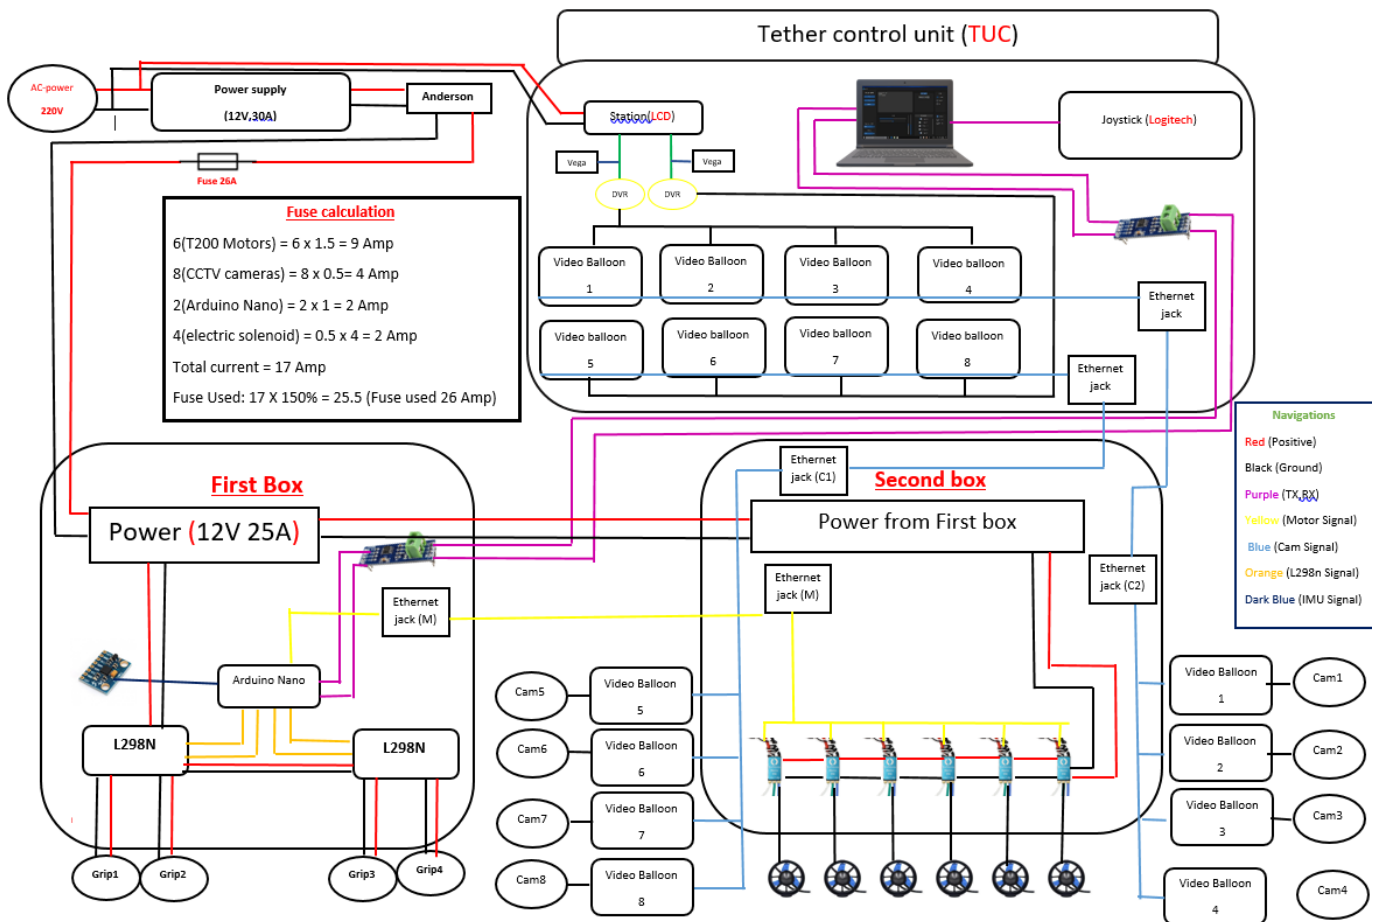 Tether control unit (TUC)
AC-power
220V
Power supply
(12V,30A)
Anderson
Fuse 26A
Station(LCD)
Vega
Vega
DVR
DVR
Joystick (Logitech)
Fuse calculation
6(T200 Motors) = 6 x 1.5 = 9 Amp
8(CCTV cameras) = 8 x 0.5= 4 Amp
2(Arduino Nano) = 2 x 1 = 2 Amp
4(electric solenoid) = 0.5 x 4 = 2 Amp
Total current = 17 Amp
Fuse Used: 17 X 150% = 25.5 (Fuse used 26 Amp)
Video Balloon
1
Video Balloon
2
Video Balloon
3
Video balloon
4
Ethernet
jack
Video balloon
5
Video balloon
6
Video balloon
7
Video balloon
8
Ethernet
jack
Navigations
Red (Positive)
Black (Ground)
Purple (TX,RX)
Yellow (Motor Signal)
Blue (Cam Signal)
Orange (L298n Signal)
Dark Blue (IMU Signal)
First Box
Power (12V 25A)
Ethernet
jack (M)
Arduino Nano
L298N
L298N
Grip1
Grip2
Grip3
Grip4
Second box
Ethernet
jack (C1)
Power from First box
Ethernet
jack (M)
Ethernet
jack (C2)
Cam5
Video Balloon
5
Cam6
Video Balloon
6
Cam7
Video Balloon
7
Cam8
Video Balloon
8
Video Balloon
1
Cam1
Video Balloon
2
Cam2
Video Balloon
3
Cam3
Video Balloon
4
Cam4